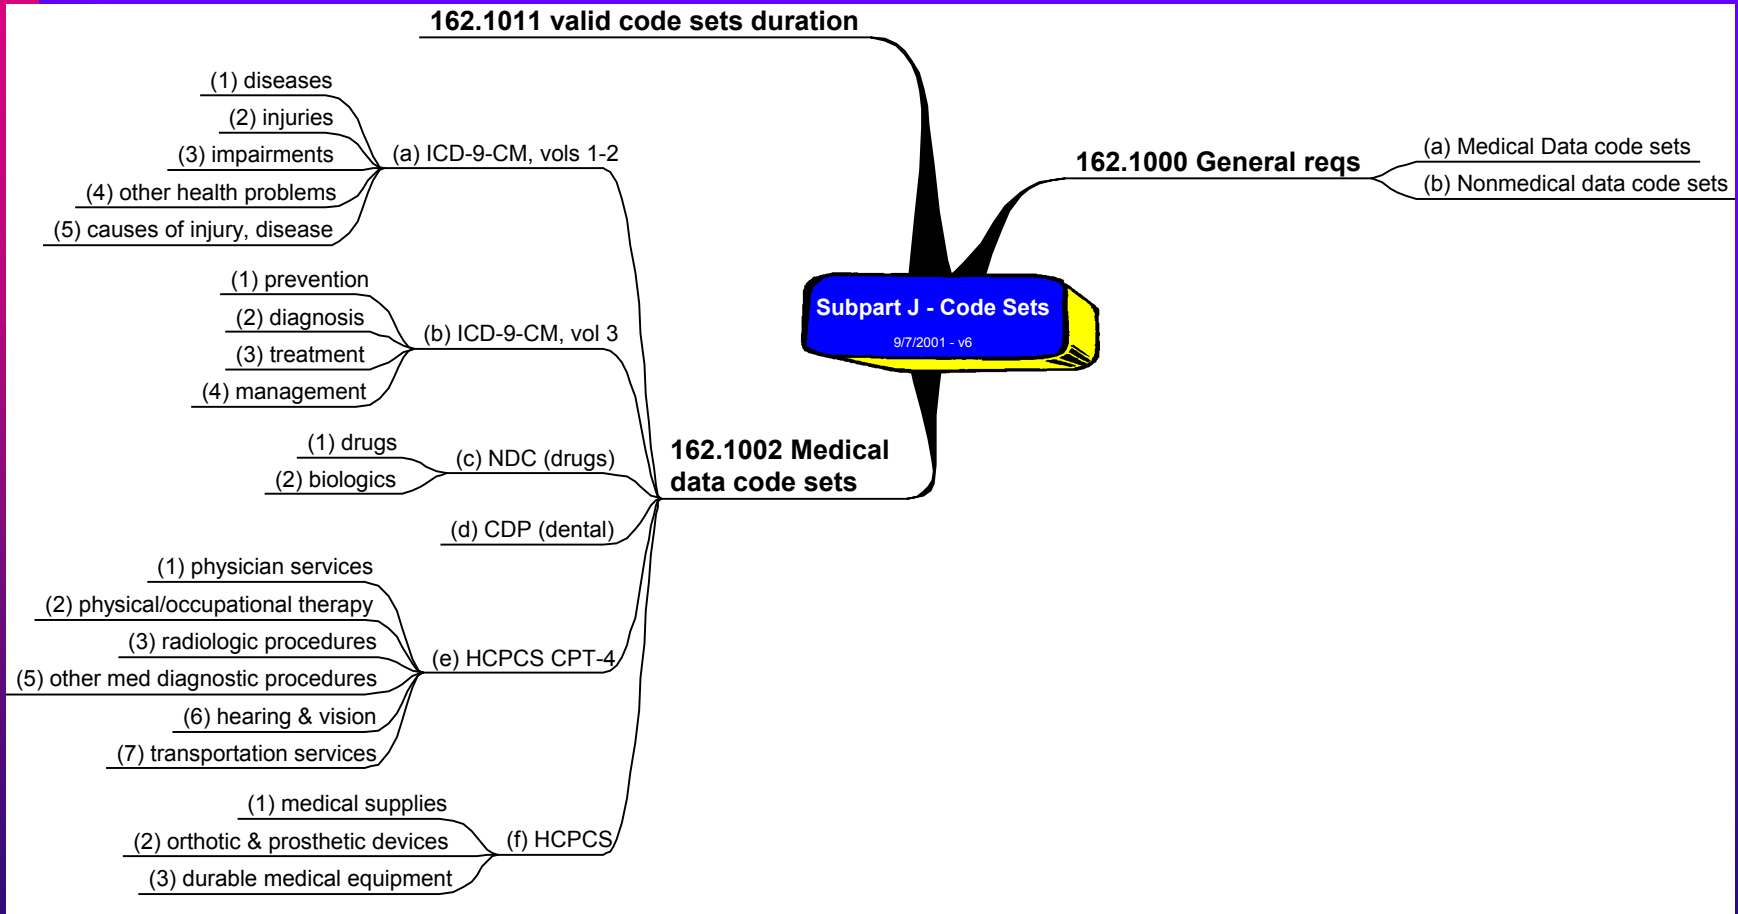 162.1011 valid code sets duration
(1) diseases
(2) injuries
(3) impairments
(4) other health problems
(5) causes of injury, disease
(a) ICD-9-CM, vols 1-2
162.1000 General reqs
(a) Medical Data code sets
(b) Nonmedical data code sets
Subpart J - Code Sets
9/7/2001 - v6
(1) prevention
(2) diagnosis
(3) treatment
(4) management
(b) ICD-9-CM, vol 3
(1) drugs
(2) biologics
(c) NDC (drugs)
(d) CDP (dental)
162.1002 Medical
data code sets
(1) physician services
(2) physical/occupational therapy
(3) radiologic procedures
(5) other med diagnostic procedures
(6) hearing & vision
(7) transportation services
(e) HCPCS CPT-4
(1) medical supplies
(2) orthotic & prosthetic devices
(3) durable medical equipment
(f) HCPCS